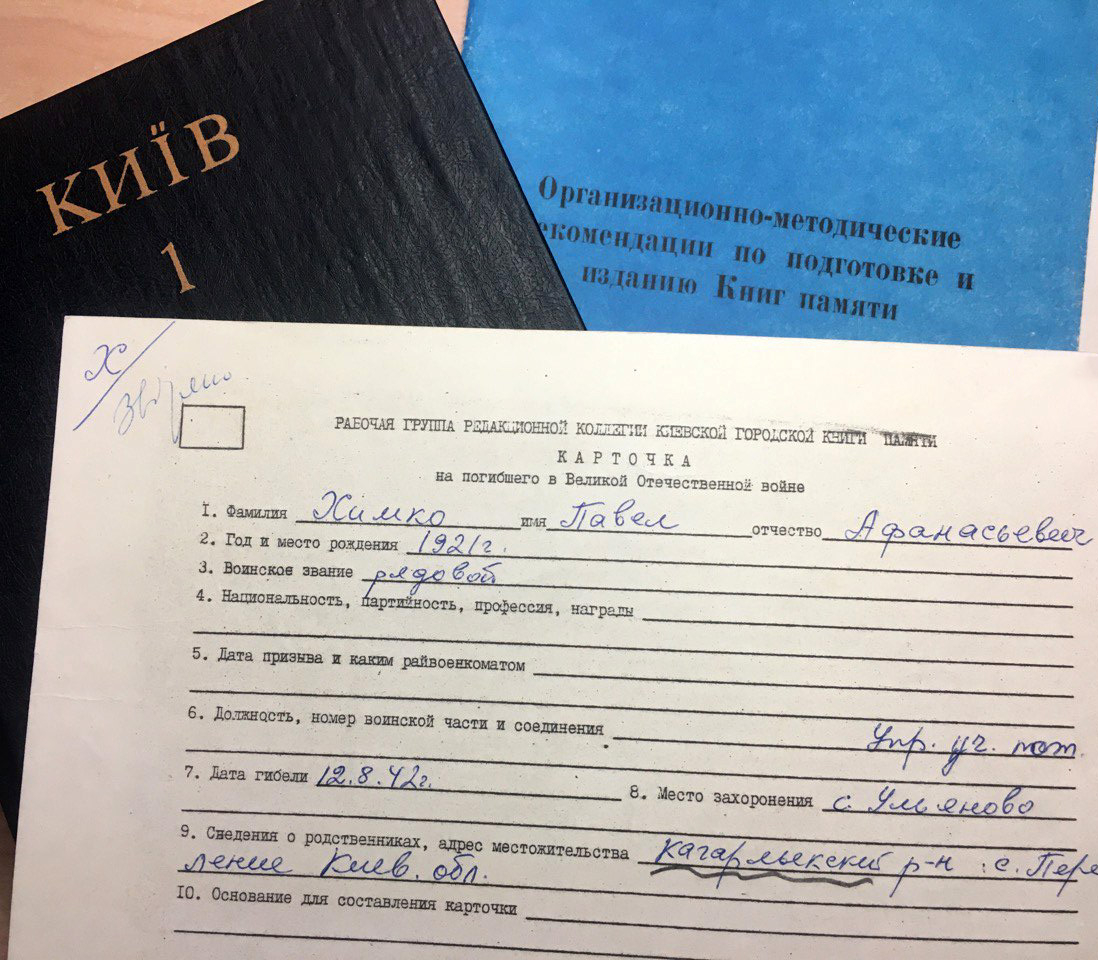 КИЇВ
1
Организационно-методические
екомендации по подготовке и
изданию Книг памяти
Х
Звірено
РАБОЧАЯ ГРУППА РЕДАКЦИОННОЙ КОЛЛЕГИИ КИЕВСКОЙ ГОРОДСКОЙ КНИГИ ПАМЯТИ
КАРТОЧКА
на погибшего в Великой Отечественной войне
1. Фамилия Химко имя Павел отчество Афанасьевич
2. Год и место рождения 1921г.
3. Воинское звание рядовой
4. Национальность, партийность, профессия, награды
5. Дата призыва и каким райвоенкоматом
6. Должность, номер воинской части и соединения
Упр. уч.
7. Дата гибели 12.8.42г. 8. Место захоронения с. Ульяново
9. Сведения о родственниках, адрес местожительства Кагарлыкский р-н : с. Пере
ление Киев. обл.
10. Основание для составления карточки